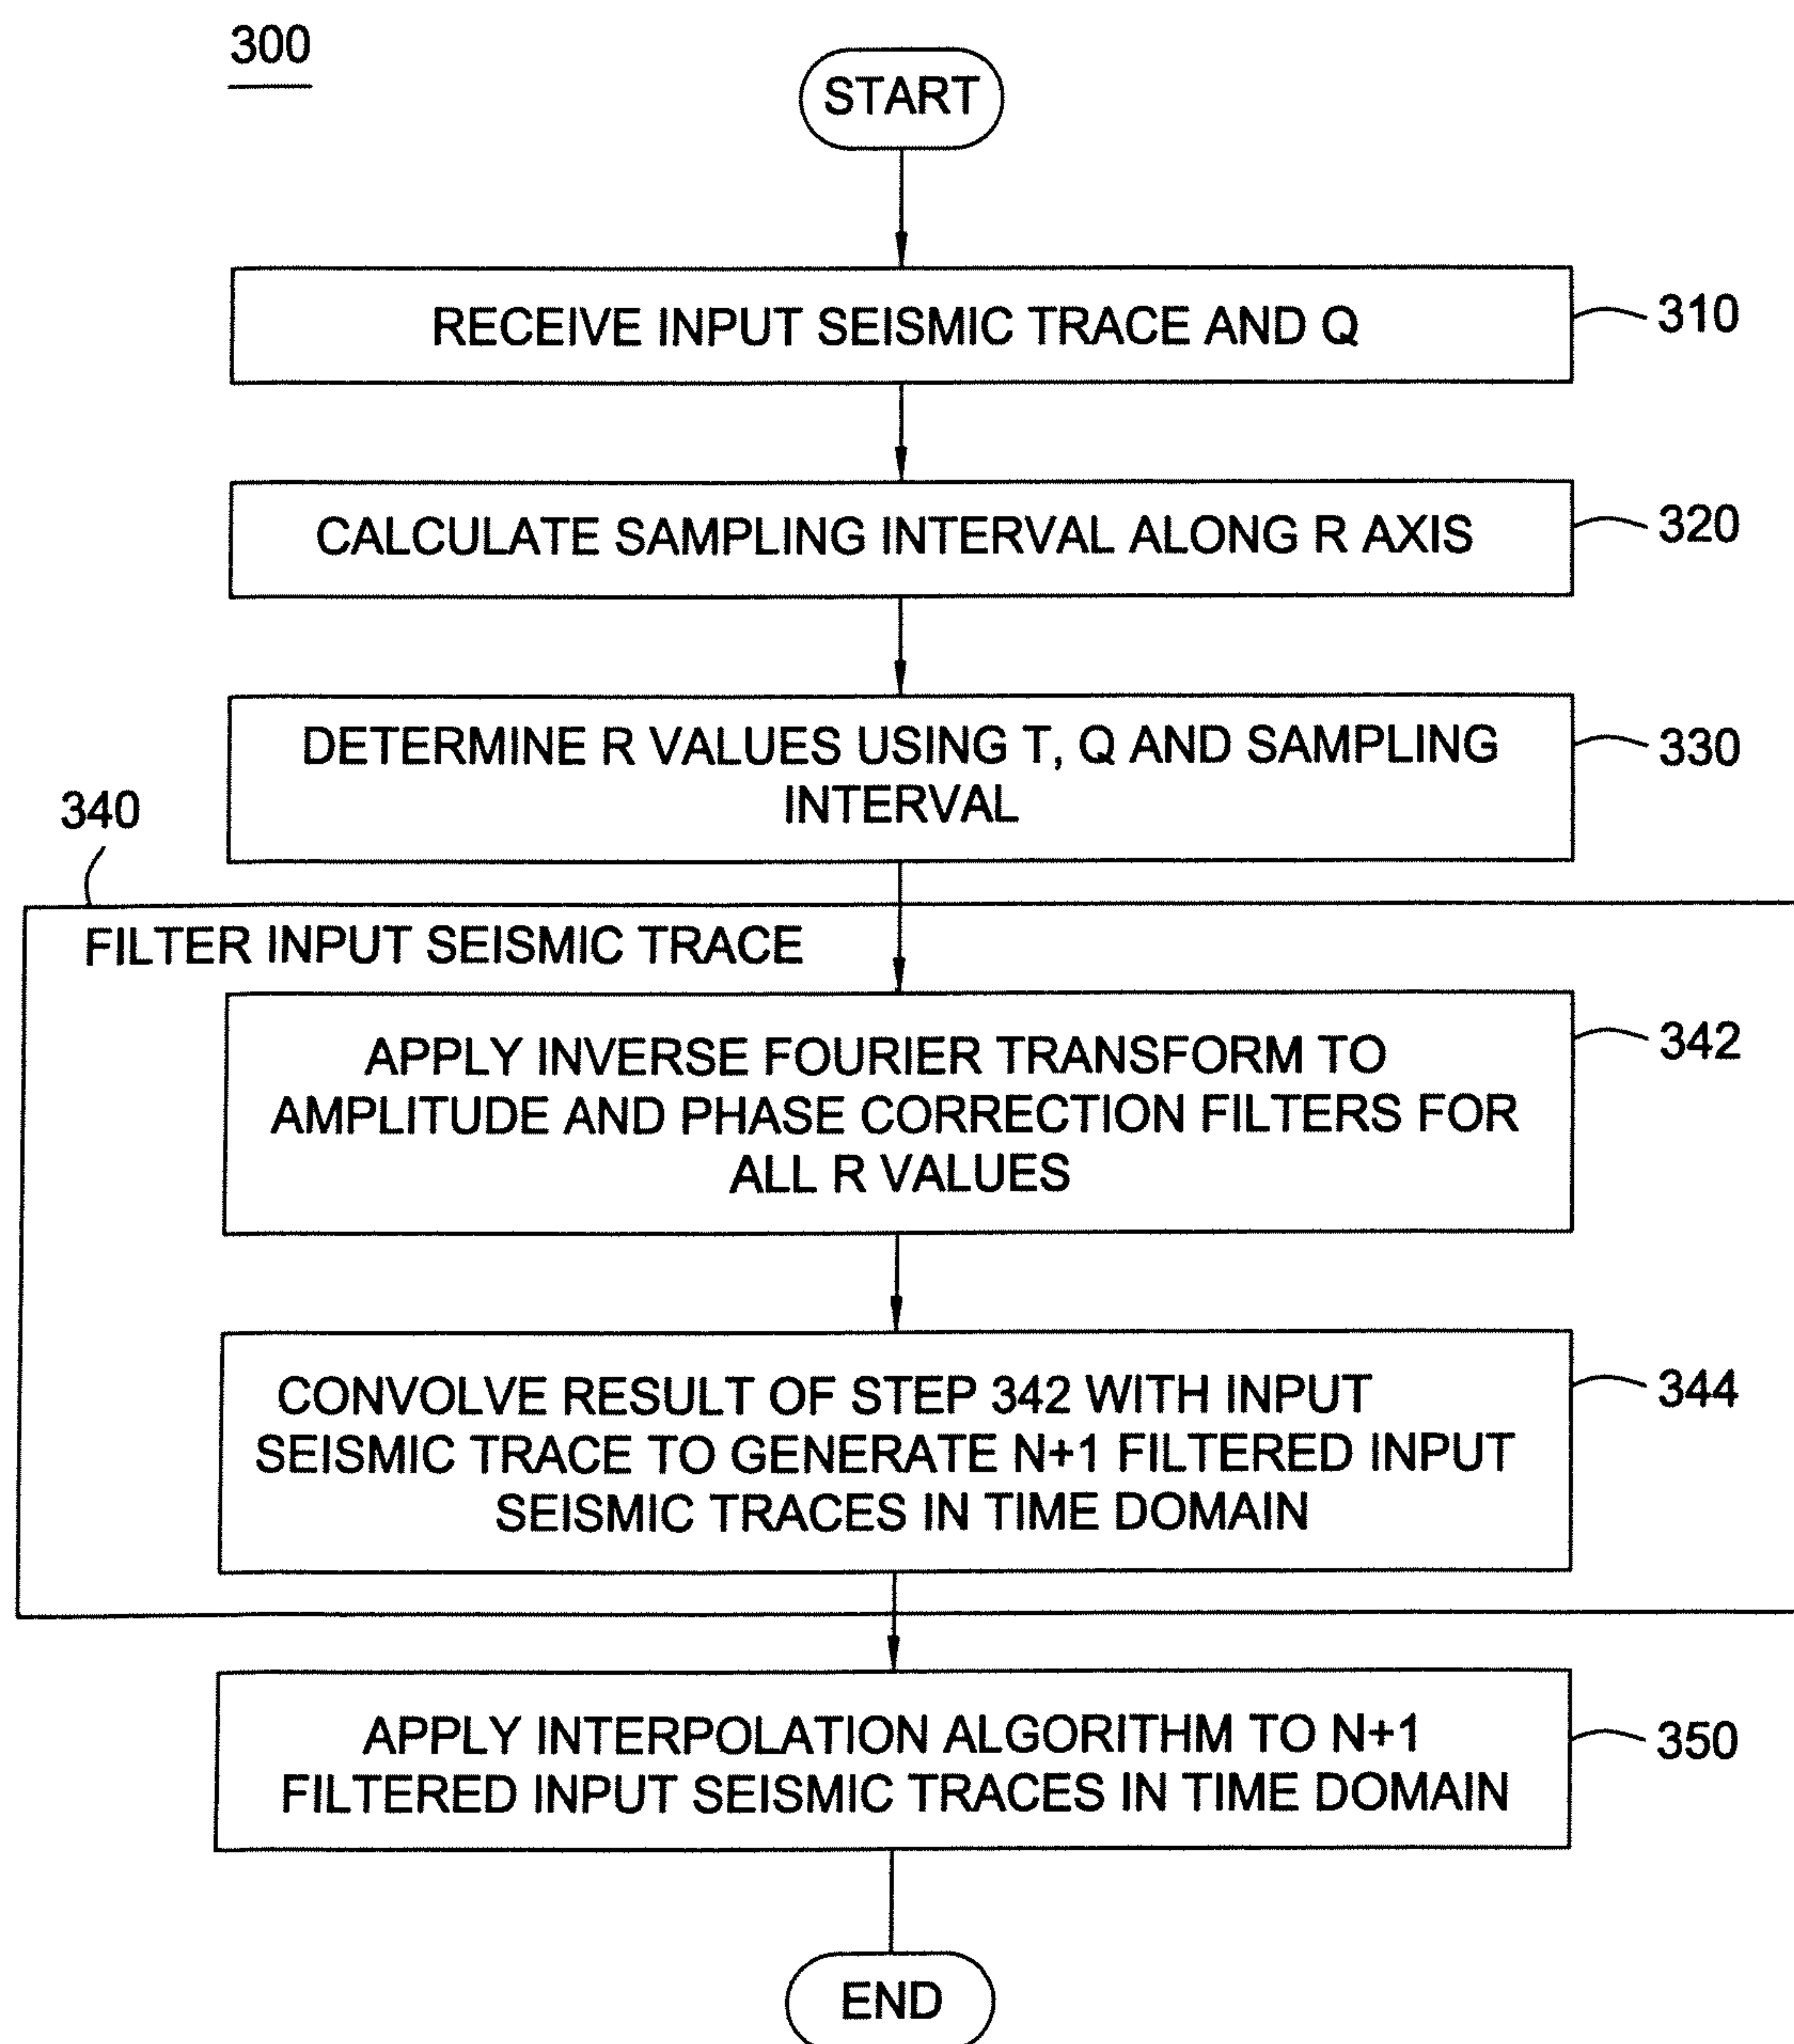 300
START
RECEIVE INPUT SEISMIC TRACE AND Q
310
CALCULATE SAMPLING INTERVAL ALONG R AXIS
320
DETERMINE R VALUES USING T, Q AND SAMPLING
INTERVAL
330
340
FILTER INPUT SEISMIC TRACE
APPLY INVERSE FOURIER TRANSFORM TO
AMPLITUDE AND PHASE CORRECTION FILTERS FOR
ALL R VALUES
342
CONVOLVE RESULT OF STEP 342 WITH INPUT
SEISMIC TRACE TO GENERATE N+1 FILTERED INPUT
SEISMIC TRACES IN TIME DOMAIN
344
APPLY INTERPOLATION ALGORITHM TO N+1
FILTERED INPUT SEISMIC TRACES IN TIME DOMAIN
350
END